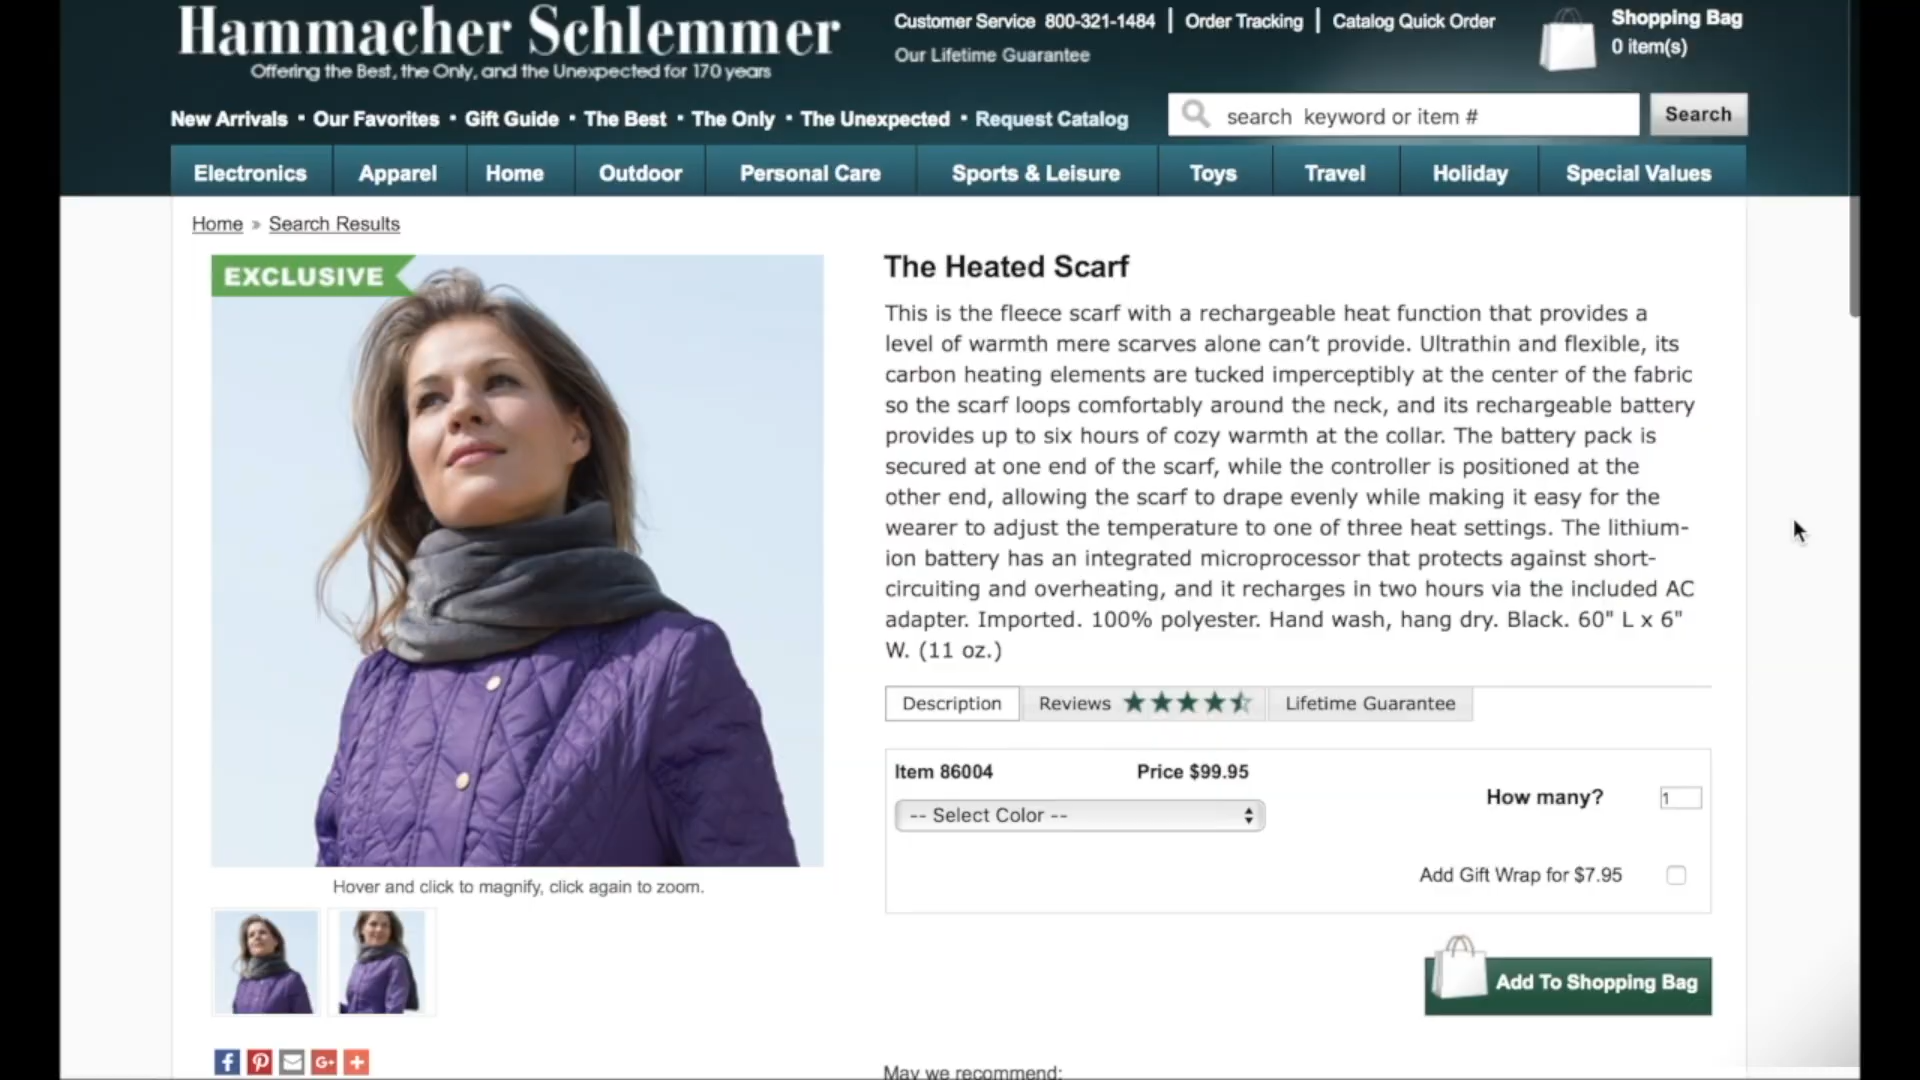 Hammacher Schlemmer
Offering the Best, the Only, and the Unexpected for 170 years
Customer Service 800-321-1484 | Order Tracking | Catalog Quick Order
Our Lifetime Guarantee
Shopping Bag
0 item(s)
New Arrivals · Our Favorites · Gift Guide · The Best · The Only · The Unexpected · Request Catalog
search keyword or item #
Search
Electronics
Apparel
Home
Outdoor
Personal Care
Sports & Leisure
Toys
Travel
Holiday
Special Values
Home » Search Results
EXCLUSIVE
Hover and click to magnify, click again to zoom.
The Heated Scarf
This is the fleece scarf with a rechargeable heat function that provides a
level of warmth mere scarves alone can’t provide. Ultrathin and flexible, its
carbon heating elements are tucked imperceptibly at the center of the fabric
so the scarf loops comfortably around the neck, and its rechargeable battery
provides up to six hours of cozy warmth at the collar. The battery pack is
secured at one end of the scarf, while the controller is positioned at the
other end, allowing the scarf to drape evenly while making it easy for the
wearer to adjust the temperature to one of three heat settings. The lithium-
ion battery has an integrated microprocessor that protects against short-
circuiting and overheating, and it recharges in two hours via the included AC
adapter. Imported. 100% polyester. Hand wash, hang dry. Black. 60" L x 6"
W. (11 oz.)
Description
Reviews
Lifetime Guarantee
Item 86004
Price $99.95
-- Select Color --
How many?
1
Add Gift Wrap for $7.95
Add To Shopping Bag
f
G+
May we recommend: